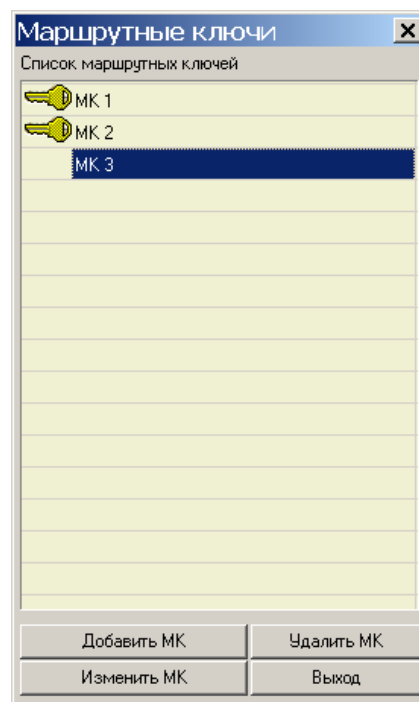 Маршрутные ключи
Список маршрутных ключей
МК 1
МК 2
МК 3
Добавить МК
Удалить МК
Изменить МК
Выход